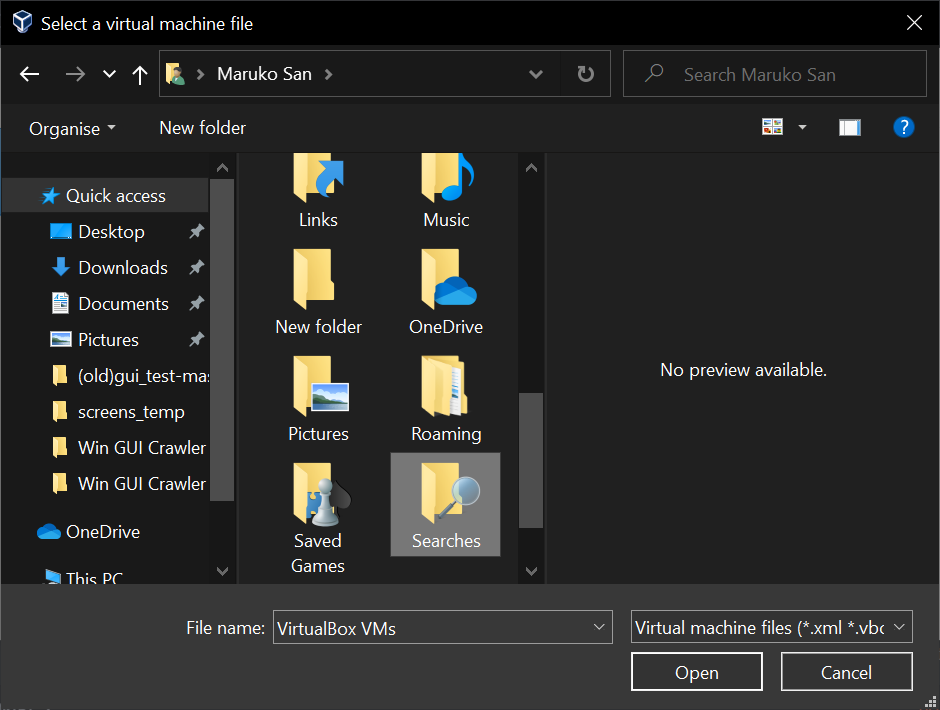 Select a virtual machine file
Maruko San
Search Maruko San
Organise
New folder
?
Quick access
Desktop
Downloads
Documents
Pictures
(old)gui_test-mas
screens_temp
Win GUI Crawler
Win GUI Crawler
OneDrive
This PC
Links
Music
New folder
OneDrive
Pictures
Roaming
Saved
Games
Searches
No preview available.
File name:
VirtualBox VMs
Virtual machine files (*.xml *.vbo
Open
Cancel